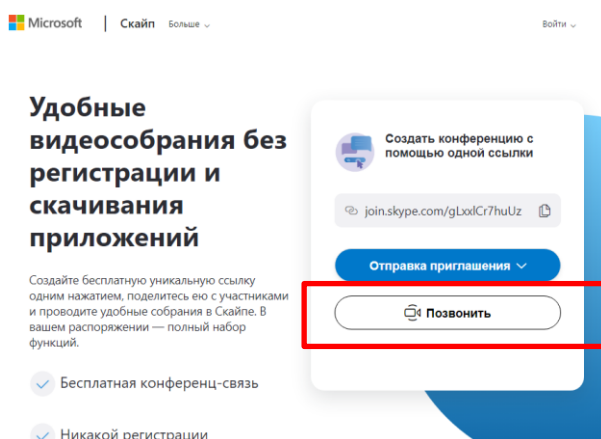 Microsoft Скайп Больше Войти
Удобные
видеособрания без
регистрации и
скачивания
приложений
Создайте бесплатную уникальную ссылку
одним нажатием, поделитесь ею с участниками
и проводите удобные собрания в Скайпе. В
вашем распоряжении — полный набор
функций.
Бесплатная конференц-связь
Никакой регистрации
Создать конференцию с
помощью одной ссылки
join.skype.com/gLxxlCr7huUz
Отправка приглашения
Позвонить